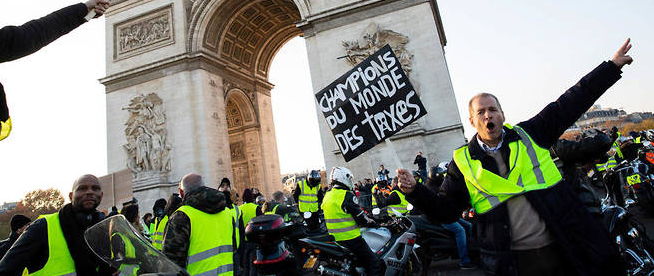 CHAMPIONS
DU MONDE
DES TAXES